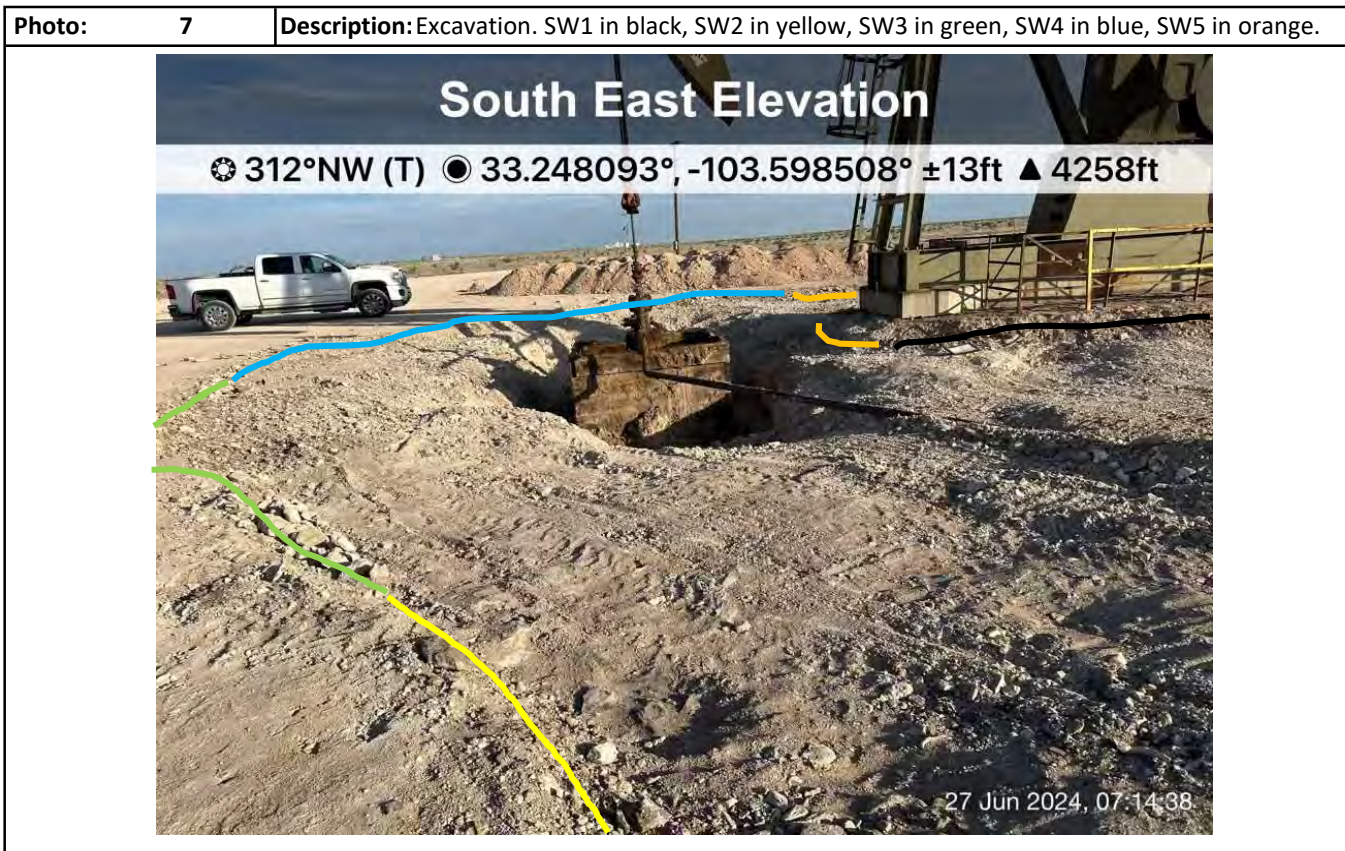 Photo: 7 Description: Excavation. SW1 in black, SW2 in yellow, SW3 in green, SW4 in blue, SW5 in orange.
South East Elevation
312°NW (T) 33.248093°, -103.598508° ±13ft ▲ 4258ft
27 Jun 2024, 07:14:38